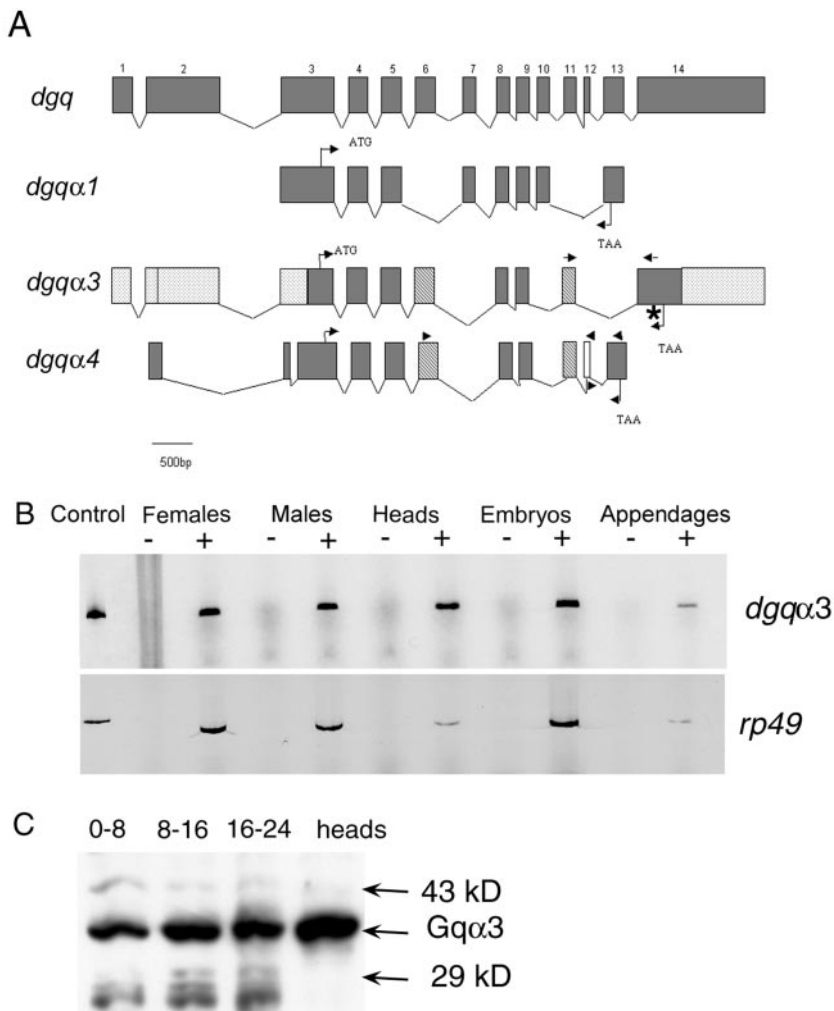 A
1 2 3 4 5 6 7 8 9 10 11 12 13 14
dgq
ATG
dgqα1
TAA
ATG
dgqα3
*
TAA
dgqα4
TAA
500bp
B
Control Females Males Heads Embryos Appendages
- + - + - + - + - +
dgqα3
rp49
C
0-8 8-16 16-24 heads
43 kD
Gqα3
29 kD